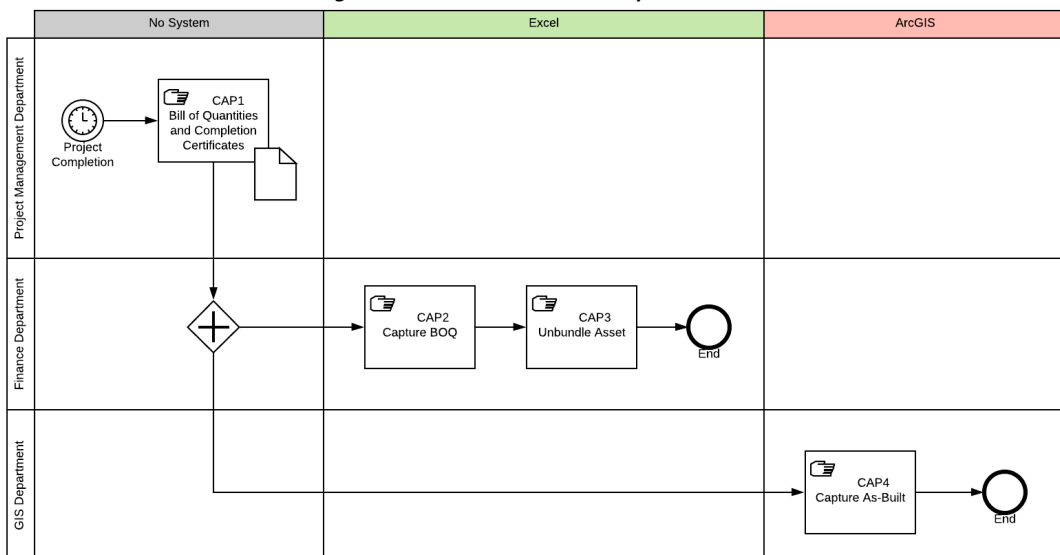 No System
Excel
ArcGIS
Project Management Department
Project
Completion
CAP1
Bill of Quantities
and Completion
Certificates
Finance Department
CAP2
Capture BOQ
CAP3
Unbundle Asset
End
GIS Department
CAP4
Capture As-Built
End